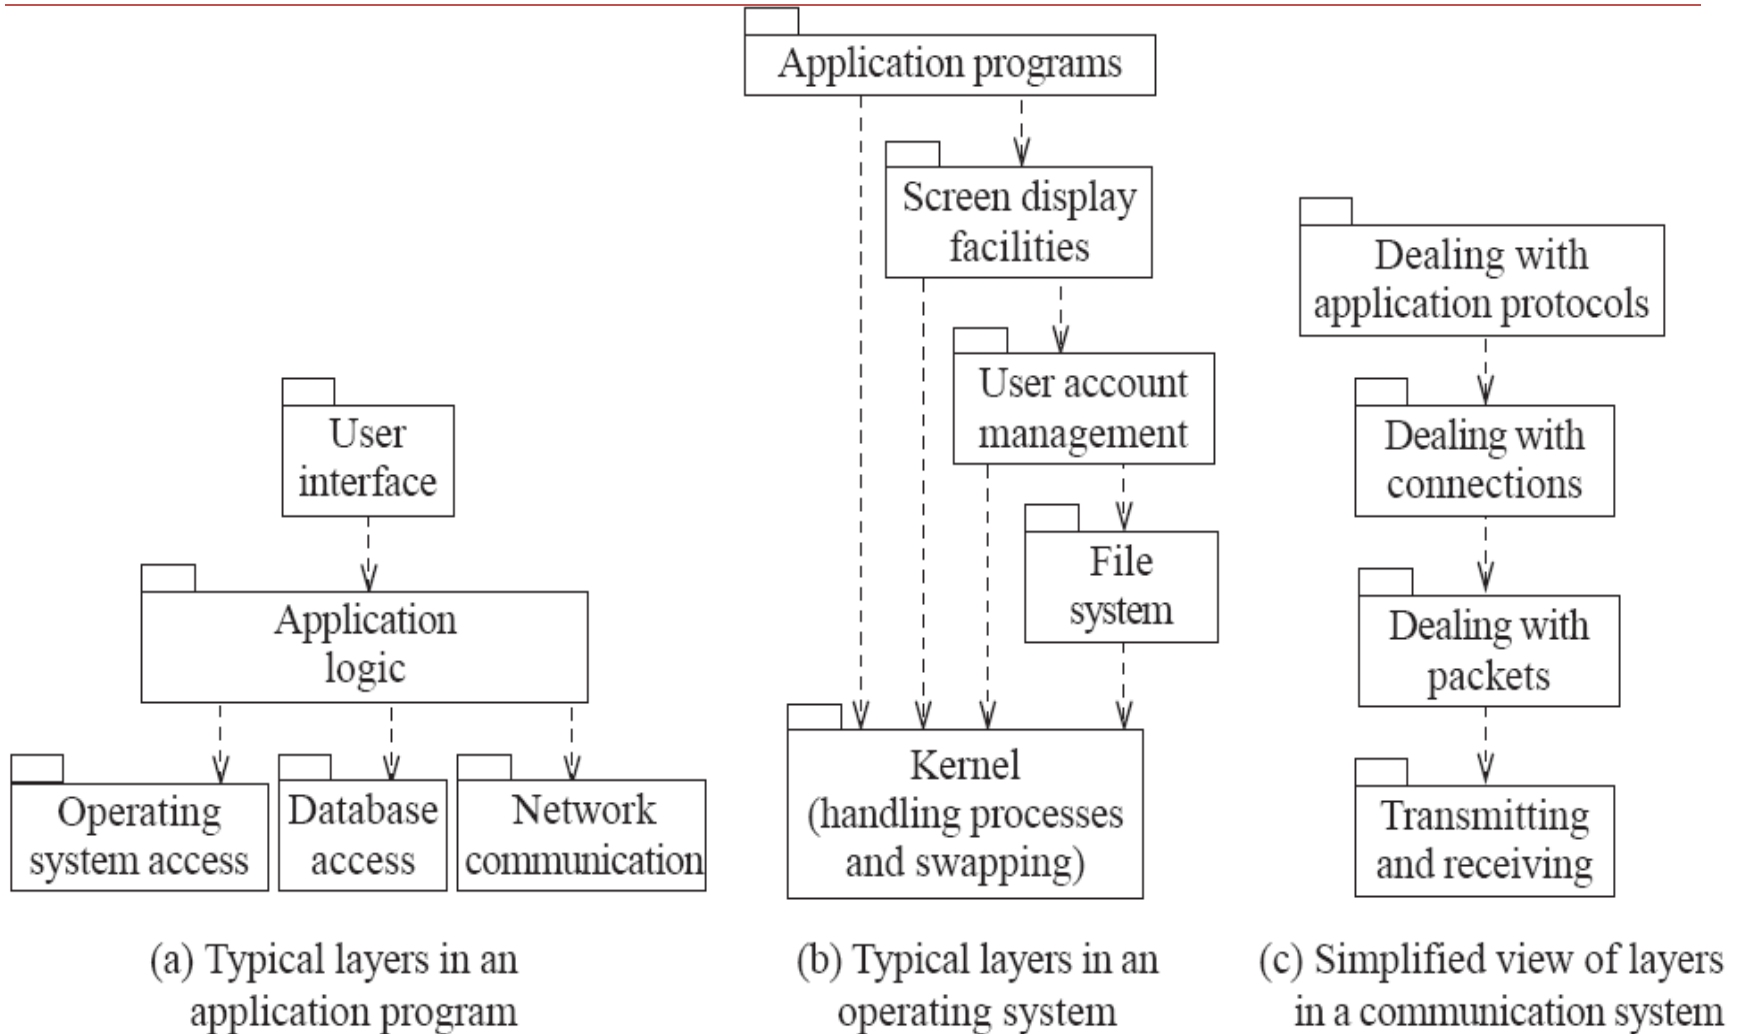 Application programs
Screen display
facilities
User account
management
File
system
Kernel
(handling processes
and swapping)
User
interface
Application
logic
Operating
system access
Database
access
Network
communication
Dealing with
application protocols
Dealing with
connections
Dealing with
packets
Transmitting
and receiving
(a) Typical layers in an
application program
(b) Typical layers in an
operating system
(c) Simplified view of layers
in a communication system